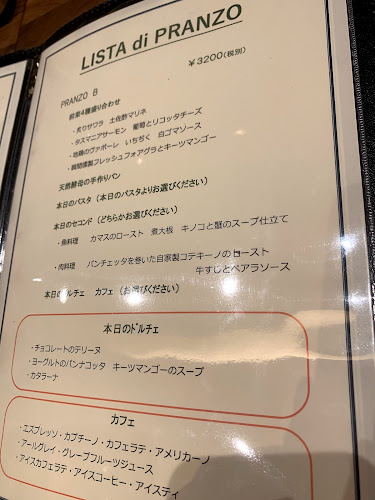 LISTA di PRANZO
￥3200(税別)
PRANZO B
前菜4種盛り合わせ
・炙りサワラ 土佐酢マリネ
・タスマニアサーモン 葡萄とリコッタチーズ
・地鶏のヴァポーレ いちぢく 白ゴマソース
・瞬間燻製フレッシュフォアグラとキーツマンゴー
天然酵母の手作りパン
本日のパスタ(本日のパスタよりお選びください)
本日のセコンド(どちらかお選びください)
・魚料理 カマスのロースト 煮大根 キノコと蟹のスープ仕立て
・肉料理 パンチェッタを巻いた自家製コテキーノのロースト
牛すじとペアラソース
本日のドルチェ カフェ(お選びください)
本日のドルチェ
・チョコレートのテリーヌ
・ヨーグルトのパンナコッタ キーツマンゴーのスープ
・カタラーナ
カフェ
・エスプレッソ・カプチーノ・カフェラテ・アメリカーノ
・アールグレイ・グレープフルーツジュース
・アイスカフェラテ・アイスコーヒー・アイスティ